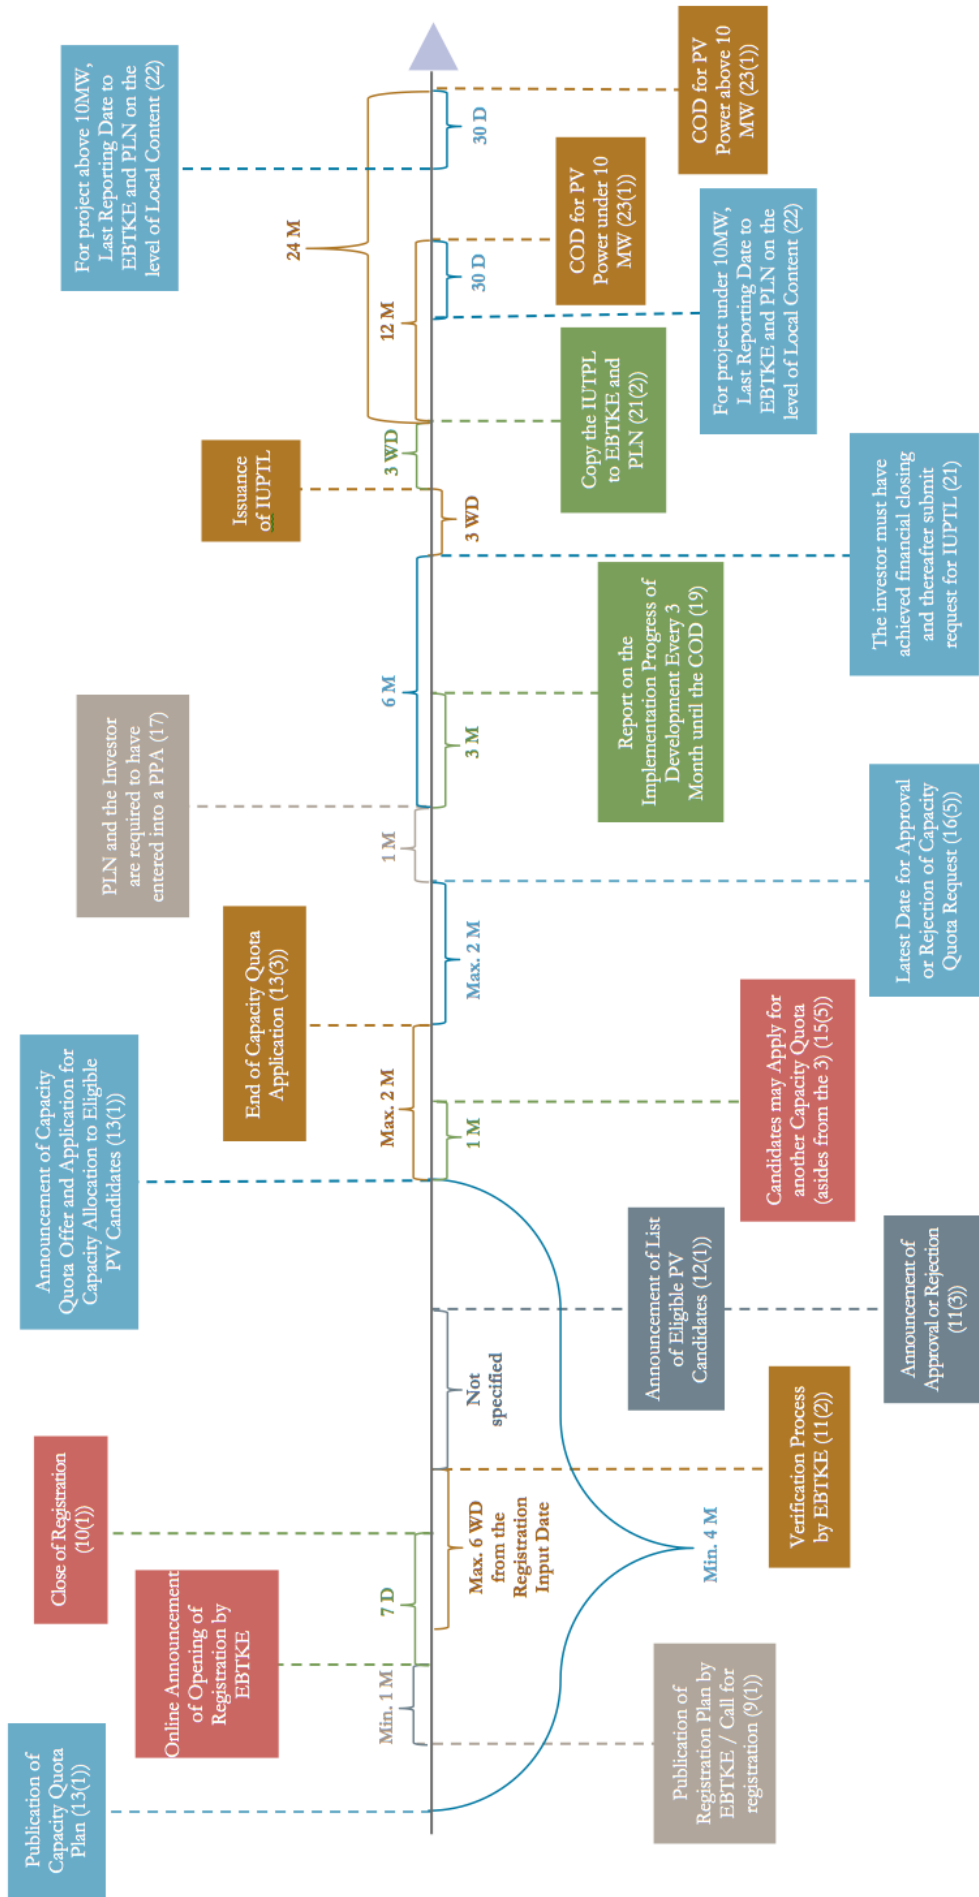 Publication of
Capacity Quota
Plan (13(1))
Online Announcement
of Opening of
Registration by
EBTKE
Close of Registration
(10(1))
Announcement of Capacity
Quota Offer and Application for
Capacity Allocation to Eligible
PV Candidates (13(1))
End of Capacity Quota
Application (13(3))
PLN and the Investor
are required to have
entered into a PPA (17)
Issuance
of IUPTL
For project above 10MW,
Last Reporting Date to
EBTKE and PLN on the
level of Local Content (22)
Min. 1 M
7 D
Max. 2 M
1 M
6 M
3 WD
12 M
24 M
Max. 6 WD
from the
Registration
Input Date
Not
specified
Min. 4 M
1 M
Max. 2 M
3 M
3 WD
30 D
30 D
Publication of
Registration Plan by
EBTKE / Call for
registration (9(1))
Verification Process
by EBTKE (11(2))
Announcement of List
of Eligible PV
Candidates (12(1))
Announcement of
Approval or Rejection
(11(3))
Candidates may Apply for
another Capacity Quota
(asides from the 3) (15(5))
Latest Date for Approval
or Rejection of Capacity
Quota Request (16(5))
Report on the
Implementation Progress of
Development Every 3
Month until the COD (19)
The investor must have
achieved financial closing
and thereafter submit
request for IUPTL (21)
Copy the IUTPL
to EBTKE and
PLN (21(2))
For project under 10MW,
Last Reporting Date to
EBTKE and PLN on the
level of Local Content (22)
COD for PV
Power under 10
MW (23(1))
COD for PV
Power above 10
MW (23(1))